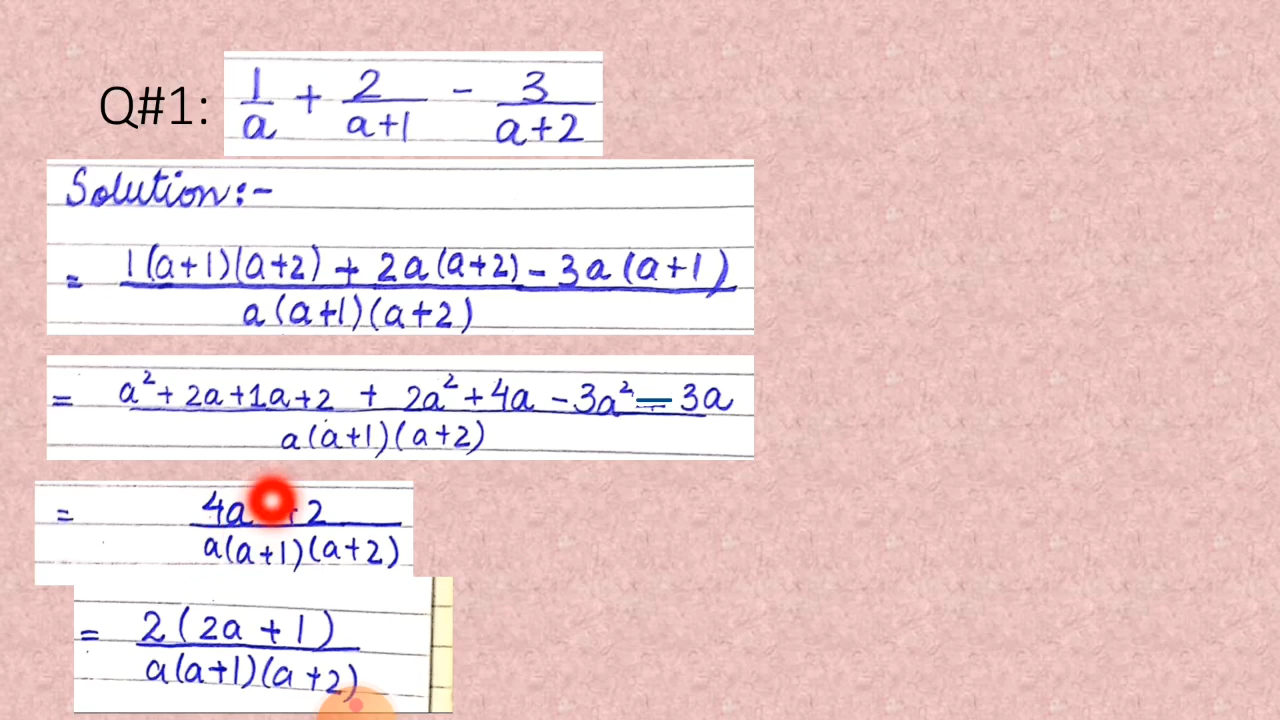 Q#1: 1/a + 2/(a+1) - 3/(a+2)
Solution:-
= (1(a+1)(a+2) + 2a(a+2) - 3a(a+1))/(a(a+1)(a+2))
= (a² + 2a + 1a + 2 + 2a² + 4a - 3a² - 3a)/(a(a+1)(a+2))
= (4a + 2)/(a(a+1)(a+2))
= (2(2a + 1))/(a(a+1)(a+2))